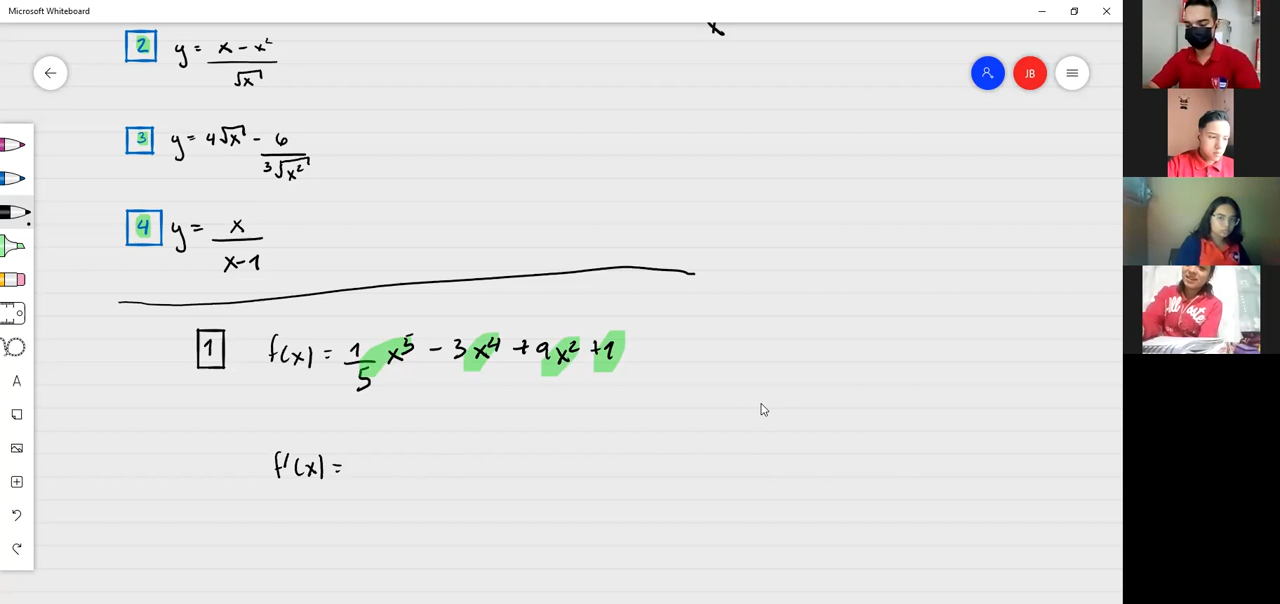 Microsoft Whiteboard
x
2 y = x - x² / √x
JB
3 y = 4√x - 6 / ³√x²
4 y = x / x-1
1 f(x) = 1/5 x⁵ - 3x⁴ + 9x² + 1
A
f'(x) =